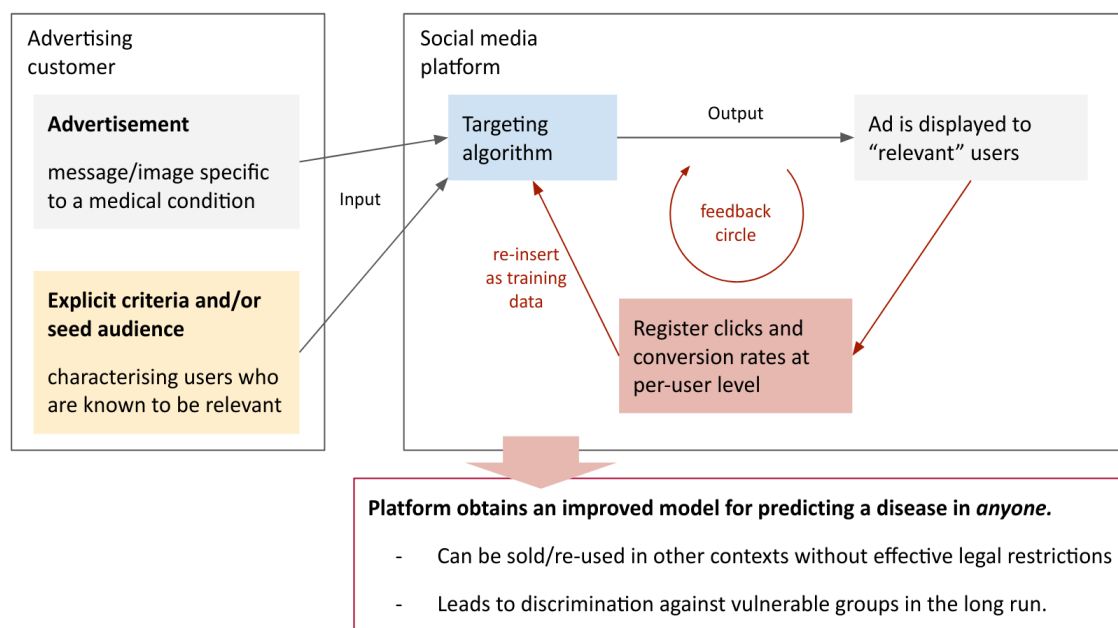 Advertising
customer
Advertisement
message/image specific
to a medical condition
Explicit criteria and/or
seed audience
characterising users who
are known to be relevant
Input
Social media
platform
Targeting
algorithm
Output
Ad is displayed to
“relevant” users
feedback
circle
re-insert
as training
data
Register clicks and
conversion rates at
per-user level
Platform obtains an improved model for predicting a disease in anyone.
- Can be sold/re-used in other contexts without effective legal restrictions
- Leads to discrimination against vulnerable groups in the long run.